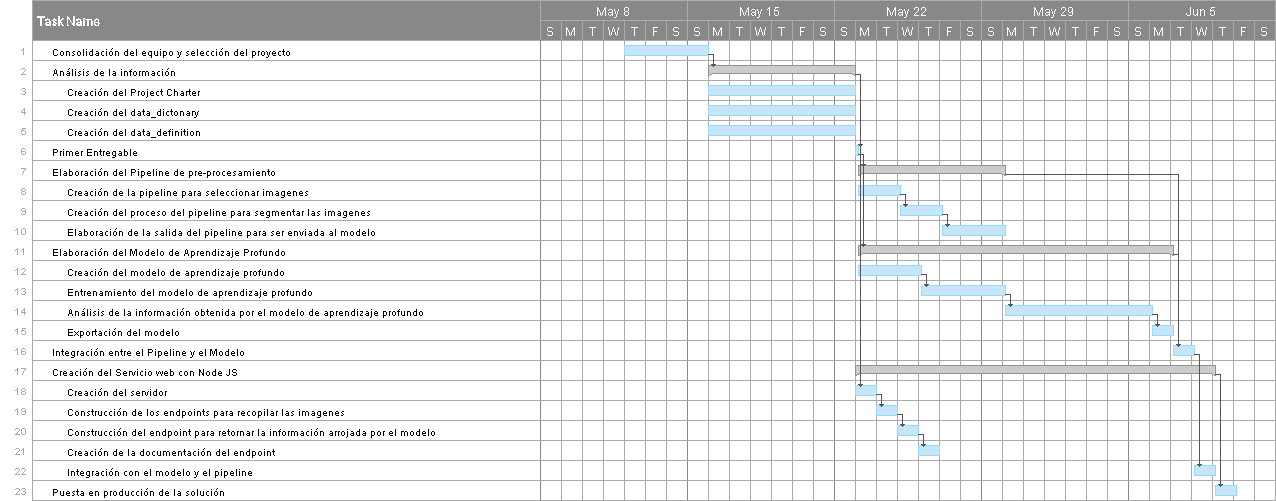 Task Name
May 8 May 15 May 22 May 29 Jun 5
S M T W T F S S M T W T F S S M T W T F S S M T W T F S S M T W T F S
1 Consolidación del equipo y selección del proyecto
2 Análisis de la información
3 Creación del Project Charter
4 Creación del data_dictonary
5 Creación del data_definition
6 Primer Entregable
7 Elaboración del Pipeline de pre-procesamiento
8 Creación de la pipeline para seleccionar imagenes
9 Creación del proceso del pipeline para segmentar las imagenes
10 Elaboración de la salida del pipeline para ser enviada al modelo
11 Elaboración del Modelo de Aprendizaje Profundo
12 Creación del modelo de aprendizaje profundo
13 Entrenamiento del modelo de aprendizaje profundo
14 Análisis de la información obtenida por el modelo de aprendizaje profundo
15 Exportación del modelo
16 Integración entre el Pipeline y el Modelo
17 Creación del Servicio web con Node JS
18 Creación del servidor
19 Construcción de los endpoints para recopilar las imagenes
20 Construcción del endpoint para retornar la información arrojada por el modelo
21 Creación de la documentación del endpoint
22 Integración con el modelo y el pipeline
23 Puesta en producción de la solución